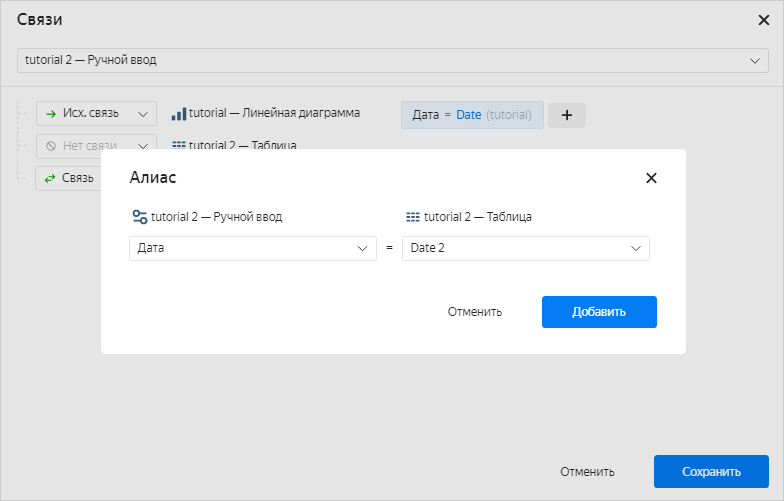 Связи
tutorial 2 — Ручной ввод
Исх. связь tutorial — Линейная диаграмма Дата = Date (tutorial) +
Нет связи tutorial 2 — Таблица
Связь
Алиас
tutorial 2 — Ручной ввод tutorial 2 — Таблица
Дата = Date 2
Отменить Добавить
Отменить Сохранить